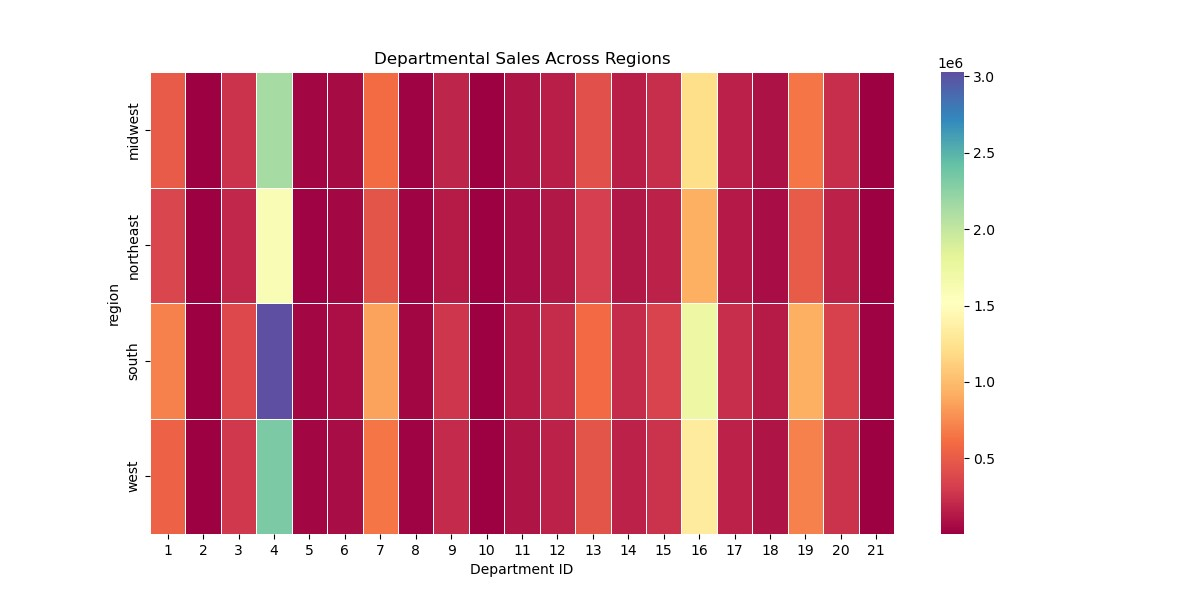 Departmental Sales Across Regions
1e6
midwest
northeast
south
west
region
3.0
2.5
2.0
1.5
1.0
0.5
1 2 3 4 5 6 7 8 9 10 11 12 13 14 15 16 17 18 19 20 21
Department ID